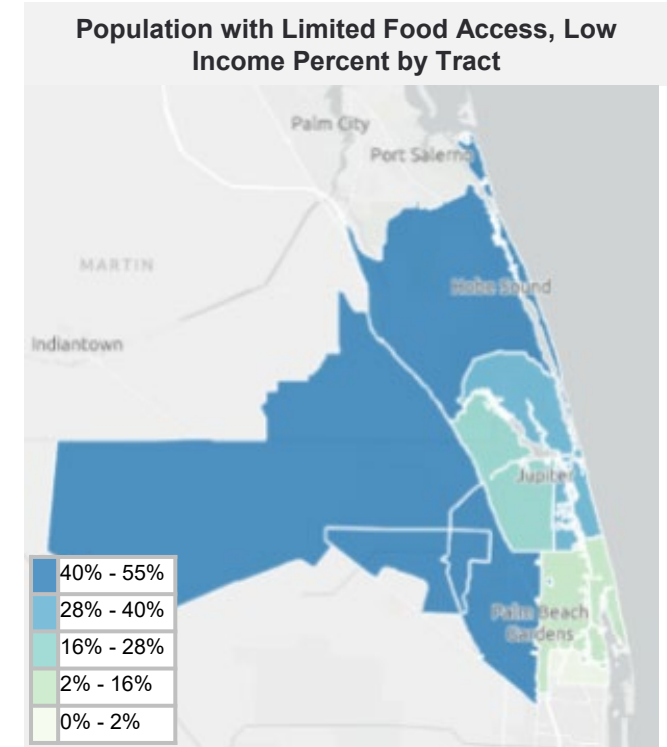 Population with Limited Food Access, Low
Income Percent by Tract
Palm City
Port Salerno
MARTIN
Hobe Sound
Indiantown
Jupiter
Palm Beach
Gardens
40% - 55%
28% - 40%
16% - 28%
2% - 16%
0% - 2%